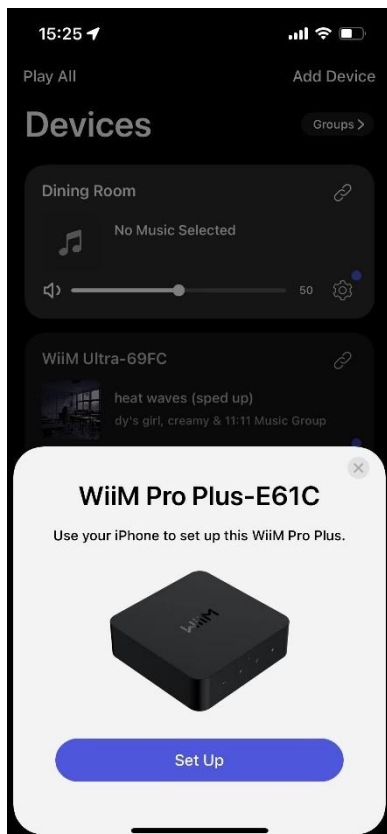 15:25
Play All
Add Device
Devices
Groups >
Dining Room
No Music Selected
50
WiiM Ultra-69FC
heat waves (sped up)
dy's girl, creamy & 11:11 Music Group
WiiM Pro Plus-E61C
Use your iPhone to set up this WiiM Pro Plus.
WiiM
Set Up